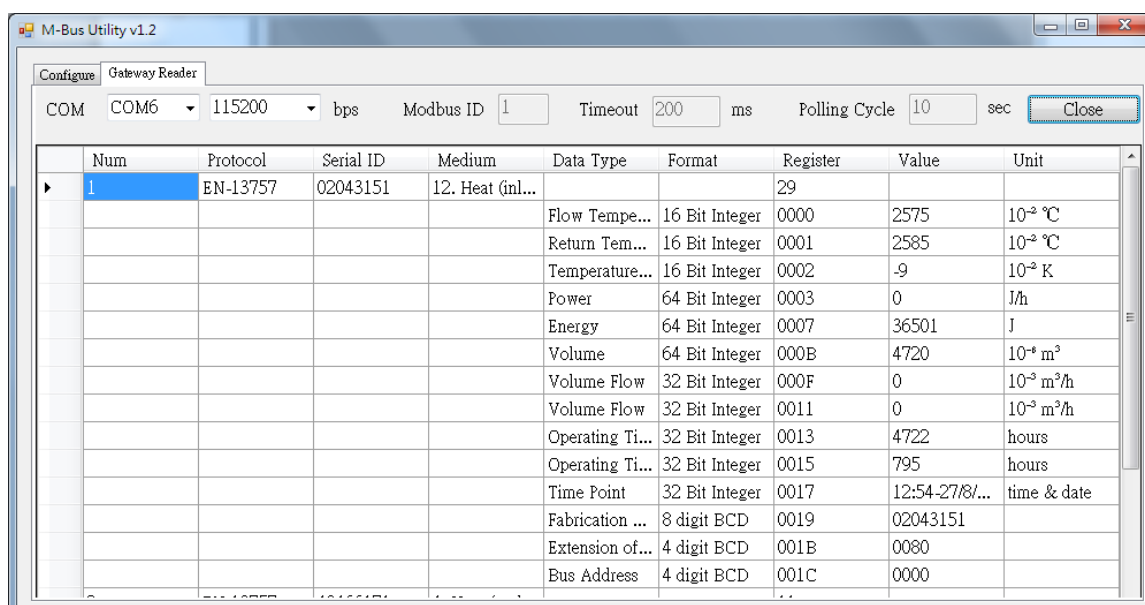 M-Bus Utility v1.2
Configure Gateway Reader
COM COM6 115200 bps Modbus ID 1 Timeout 200 ms Polling Cycle 10 sec Close
Num Protocol Serial ID Medium Data Type Format Register Value Unit
1 EN-13757 02043151 12. Heat (inl... 29
Flow Tempe... 16 Bit Integer 0000 2575 10⁻² ℃
Return Tem... 16 Bit Integer 0001 2585 10⁻² ℃
Temperature... 16 Bit Integer 0002 -9 10⁻² K
Power 64 Bit Integer 0003 0 J/h
Energy 64 Bit Integer 0007 36501 J
Volume 64 Bit Integer 000B 4720 10⁻⁶ m³
Volume Flow 32 Bit Integer 000F 0 10⁻³ m³/h
Volume Flow 32 Bit Integer 0011 0 10⁻³ m³/h
Operating Ti... 32 Bit Integer 0013 4722 hours
Operating Ti... 32 Bit Integer 0015 795 hours
Time Point 32 Bit Integer 0017 12:54-27/8/... time & date
Fabrication ... 8 digit BCD 0019 02043151
Extension of... 4 digit BCD 001B 0080
Bus Address 4 digit BCD 001C 0000